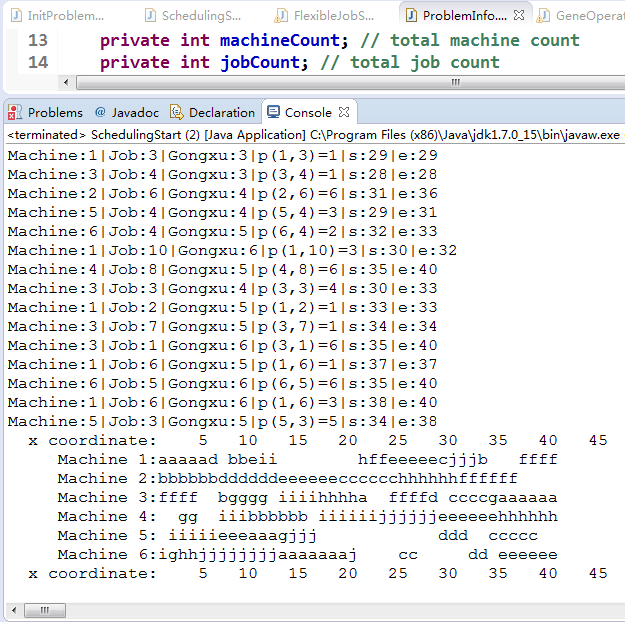 InitProblem... SchedulingS... FlexibleJobS... ProblemInfo.... GeneOperat
13 private int machineCount; // total machine count
14 private int jobCount; // total job count
Problems @ Javadoc Declaration Console
<terminated> SchedulingStart (2) [Java Application] C:\Program Files (x86)\Java\jdk1.7.0_15\bin\javaw.exe
Machine:1|Job:3|Gongxu:3|p(1,3)=1|s:29|e:29
Machine:3|Job:4|Gongxu:3|p(3,4)=1|s:28|e:28
Machine:2|Job:6|Gongxu:4|p(2,6)=6|s:31|e:36
Machine:5|Job:4|Gongxu:4|p(5,4)=3|s:29|e:31
Machine:6|Job:4|Gongxu:5|p(6,4)=2|s:32|e:33
Machine:1|Job:10|Gongxu:6|p(1,10)=3|s:30|e:32
Machine:4|Job:8|Gongxu:5|p(4,8)=6|s:35|e:40
Machine:3|Job:3|Gongxu:4|p(3,3)=4|s:30|e:33
Machine:1|Job:2|Gongxu:5|p(1,2)=1|s:33|e:33
Machine:3|Job:7|Gongxu:5|p(3,7)=1|s:34|e:34
Machine:3|Job:1|Gongxu:6|p(3,1)=6|s:35|e:40
Machine:1|Job:6|Gongxu:5|p(1,6)=1|s:37|e:37
Machine:6|Job:5|Gongxu:6|p(6,5)=6|s:35|e:40
Machine:1|Job:6|Gongxu:6|p(1,6)=3|s:38|e:40
Machine:5|Job:3|Gongxu:5|p(5,3)=5|s:34|e:38
x coordinate: 5 10 15 20 25 30 35 40 45
Machine 1:aaaaad bbeii        hffeeeeecjjjb   ffff
Machine 2:bbbbbbddddddeeeeeecccccchhhhhhffffff
Machine 3:ffff  bgggg iiiihhhha  ffffd ccccgaaaaaa
Machine 4:  gg  iiibbbbbb iiiiiijjjjjjeeeeeehhhhhh
Machine 5: iiiiieeeaaagjjj            ddd  ccccc
Machine 6:ighhjjjjjjjjaaaaaaaj    cc     dd eeeeee
x coordinate: 5 10 15 20 25 30 35 40 45